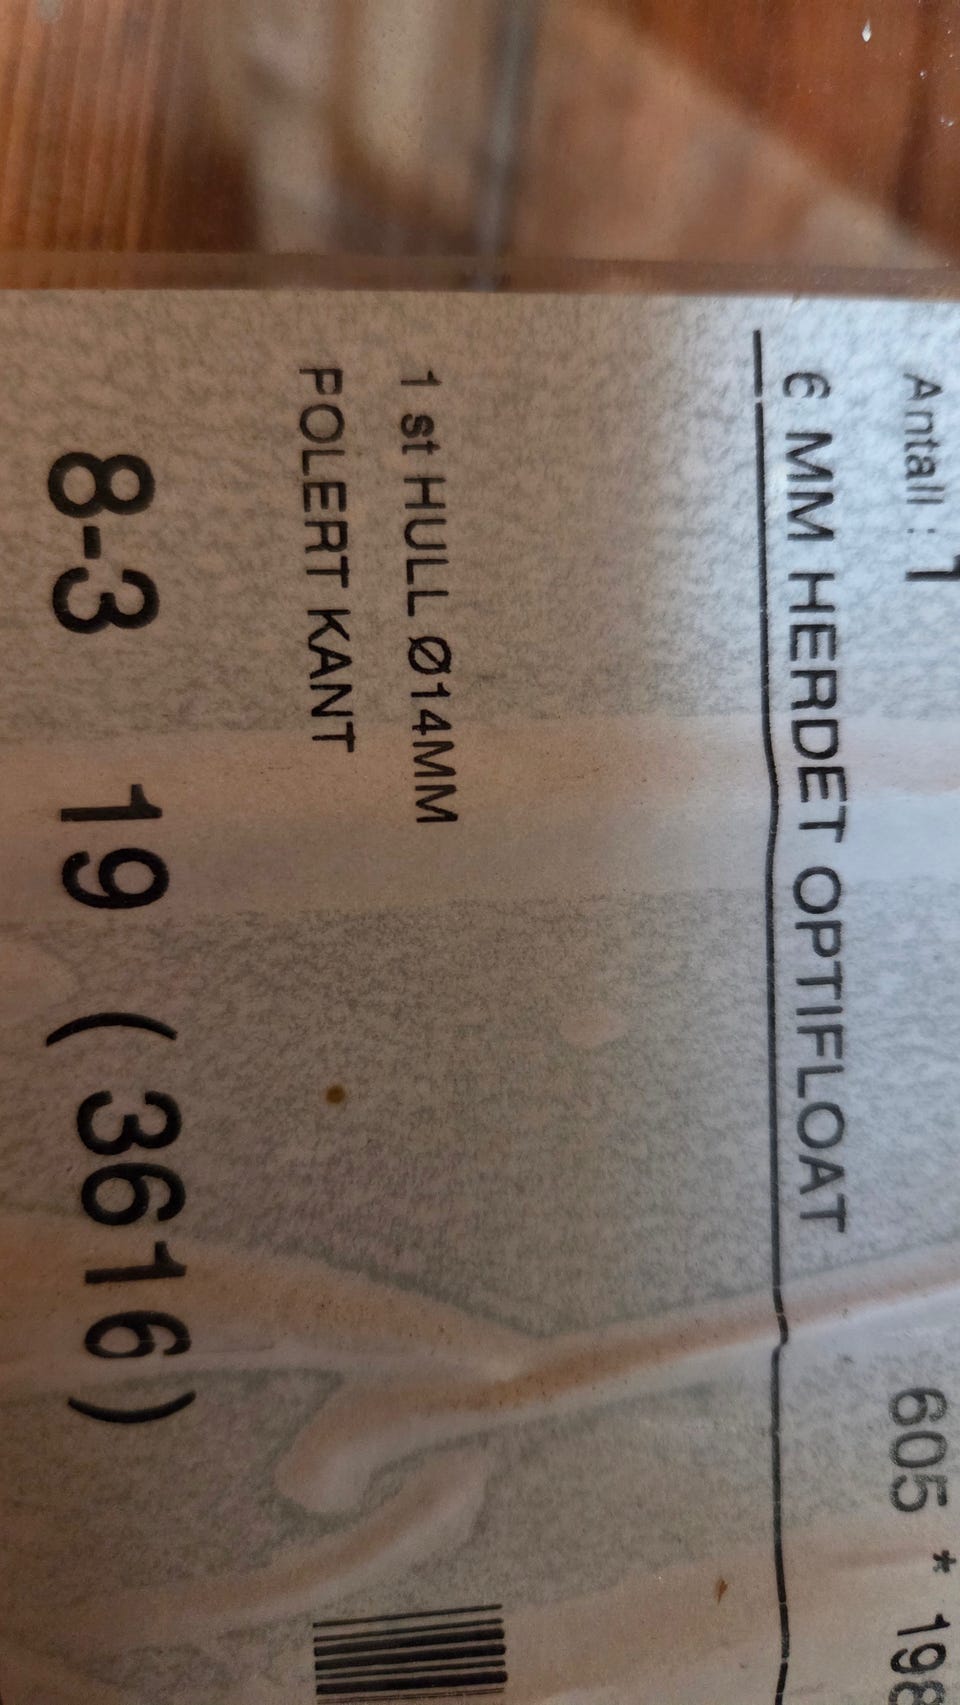 Antall : 1 605 * 198
6 MM HERDET OPTIFLOAT
1 st HULL Ø14MM
POLERT KANT
8-3 19 ( 3616)